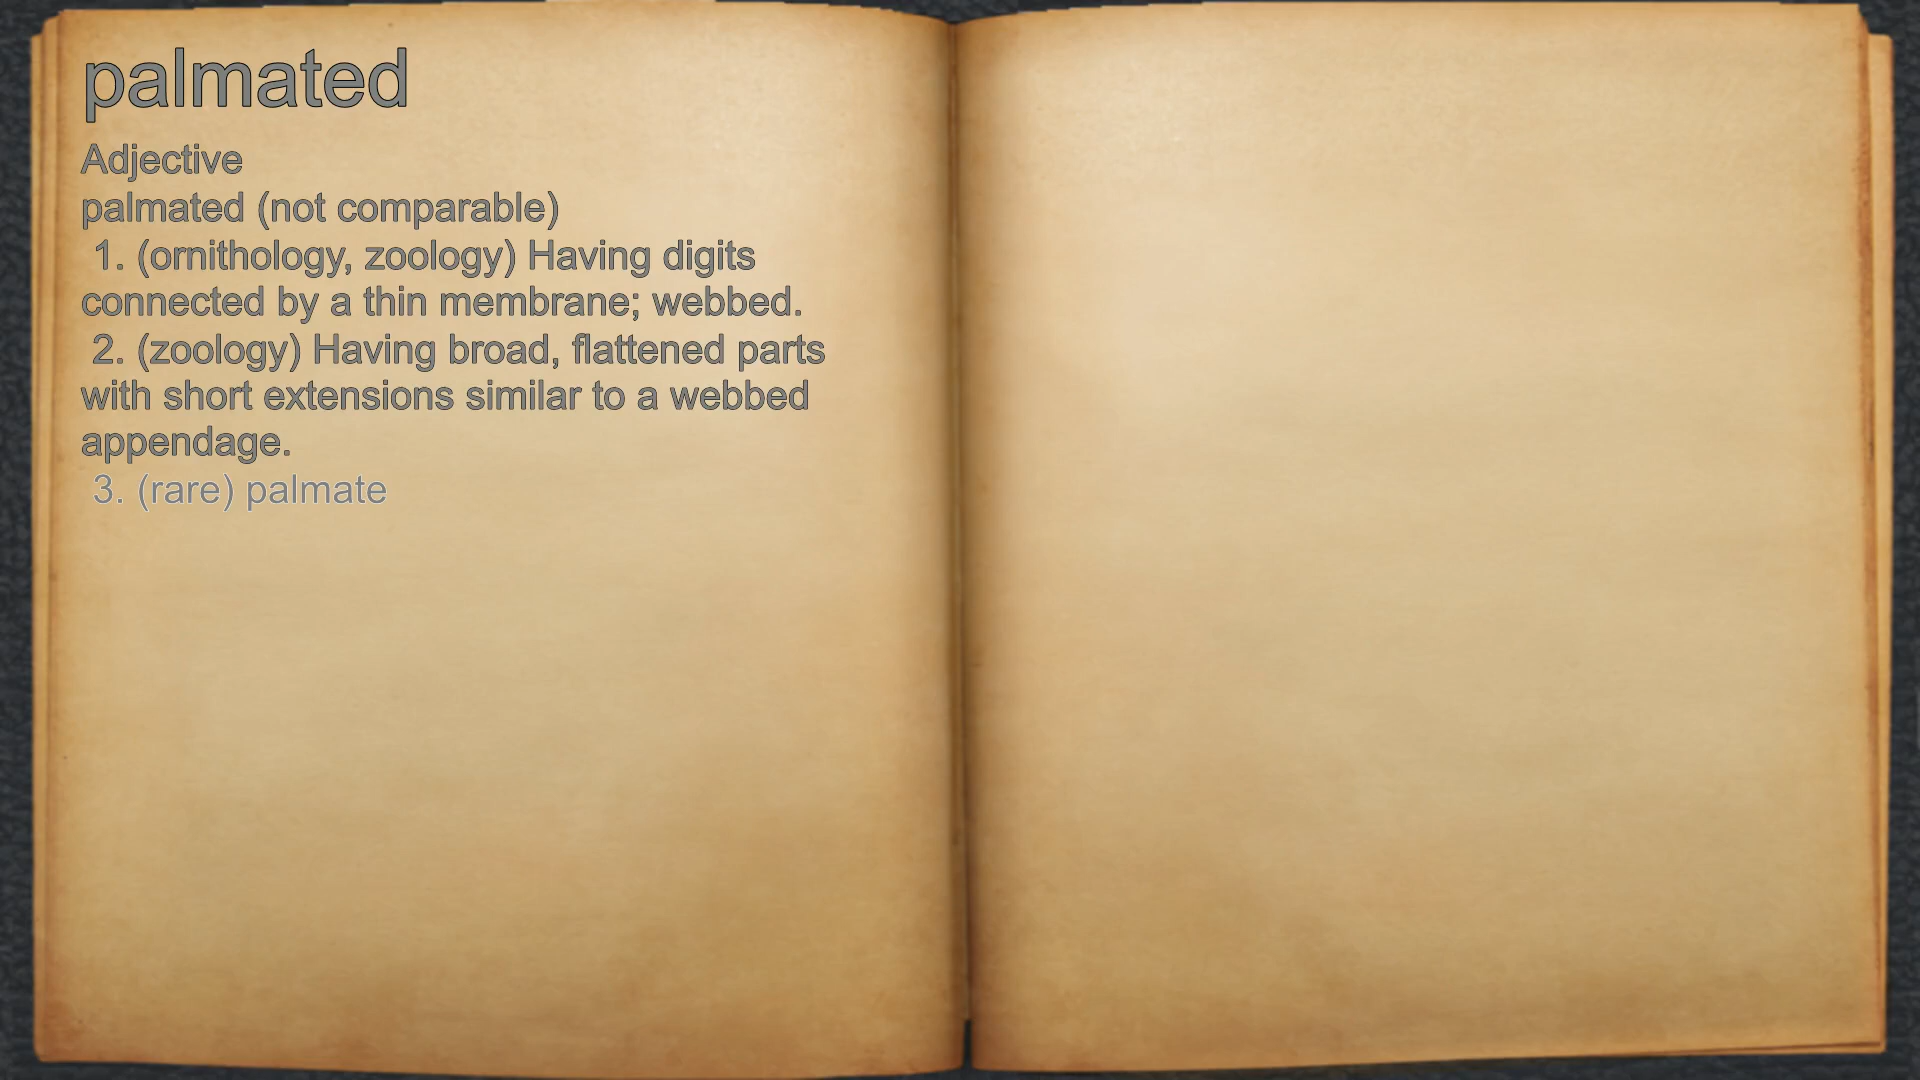 palmated
Adjective
palmated (not comparable)
1. (ornithology, zoology) Having digits
connected by a thin membrane; webbed.
2. (zoology) Having broad, flattened parts
with short extensions similar to a webbed
appendage.
3. (rare) palmate